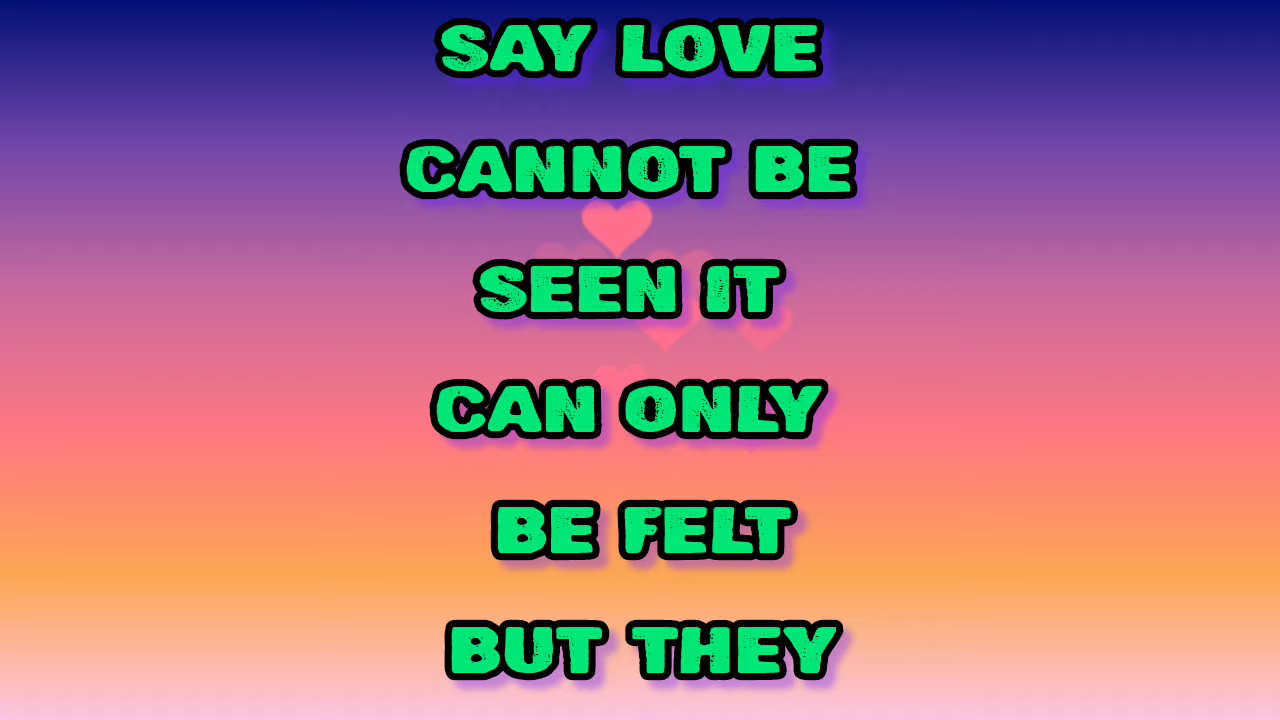 SAY LOVE
CANNOT BE
SEEN IT
CAN ONLY
BE FELT
BUT THEY